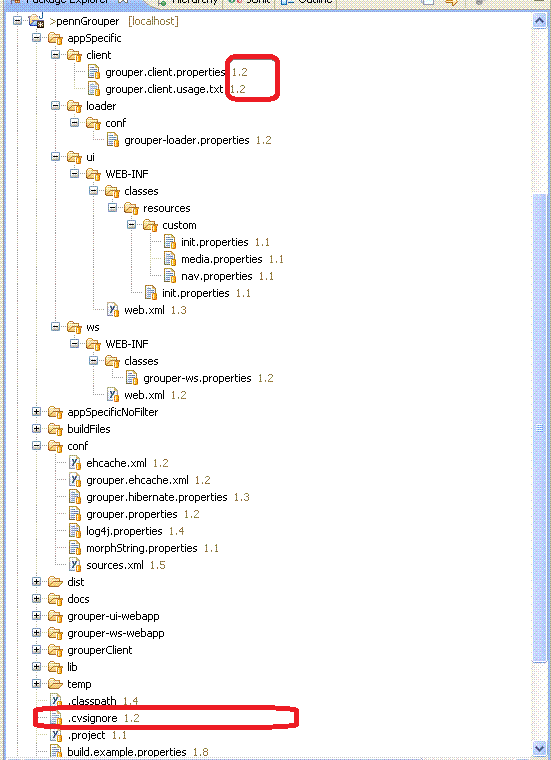 Package Explorer
Hierarchy
JUnit
Outline
>pennGrouper [localhost]
appSpecific
client
grouper.client.properties 1.2
grouper.client.usage.txt 1.2
loader
conf
grouper-loader.properties 1.2
ui
WEB-INF
classes
resources
custom
init.properties 1.1
media.properties 1.1
nav.properties 1.1
init.properties 1.1
web.xml 1.3
ws
WEB-INF
classes
grouper-ws.properties 1.2
web.xml 1.2
appSpecificNoFilter
buildFiles
conf
ehcache.xml 1.2
grouper.ehcache.xml 1.2
grouper.hibernate.properties 1.3
grouper.properties 1.2
log4j.properties 1.4
morphString.properties 1.1
sources.xml 1.5
dist
docs
grouper-ui-webapp
grouper-ws-webapp
grouperClient
lib
temp
.classpath 1.4
.cvsignore 1.2
.project 1.1
build.example.properties 1.8